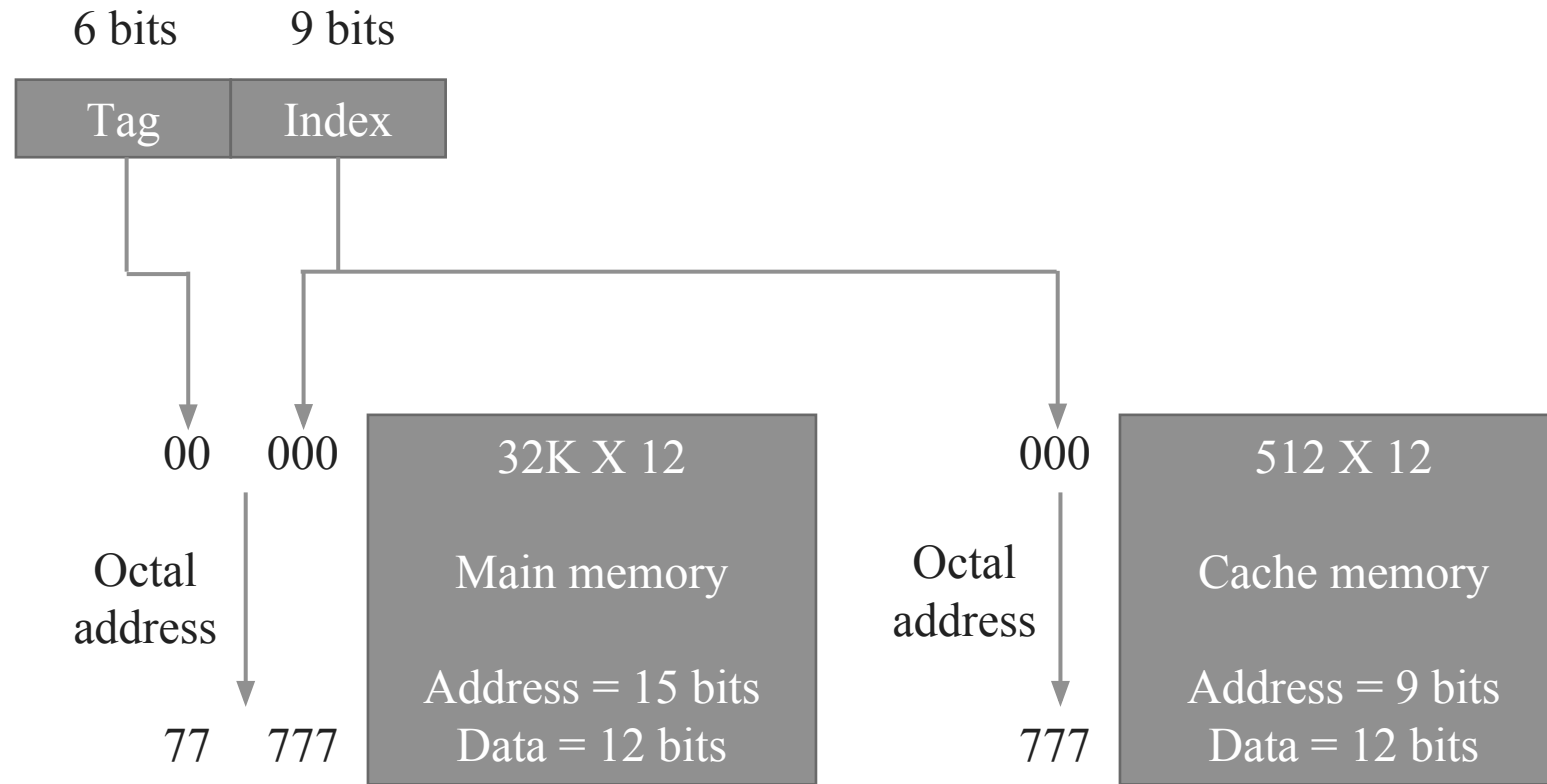 6 bits 9 bits
Tag Index
00 000 32K X 12
Octal
address
Main memory
Address = 15 bits
77 777 Data = 12 bits
000 512 X 12
Octal
address
Cache memory
Address = 9 bits
777 Data = 12 bits